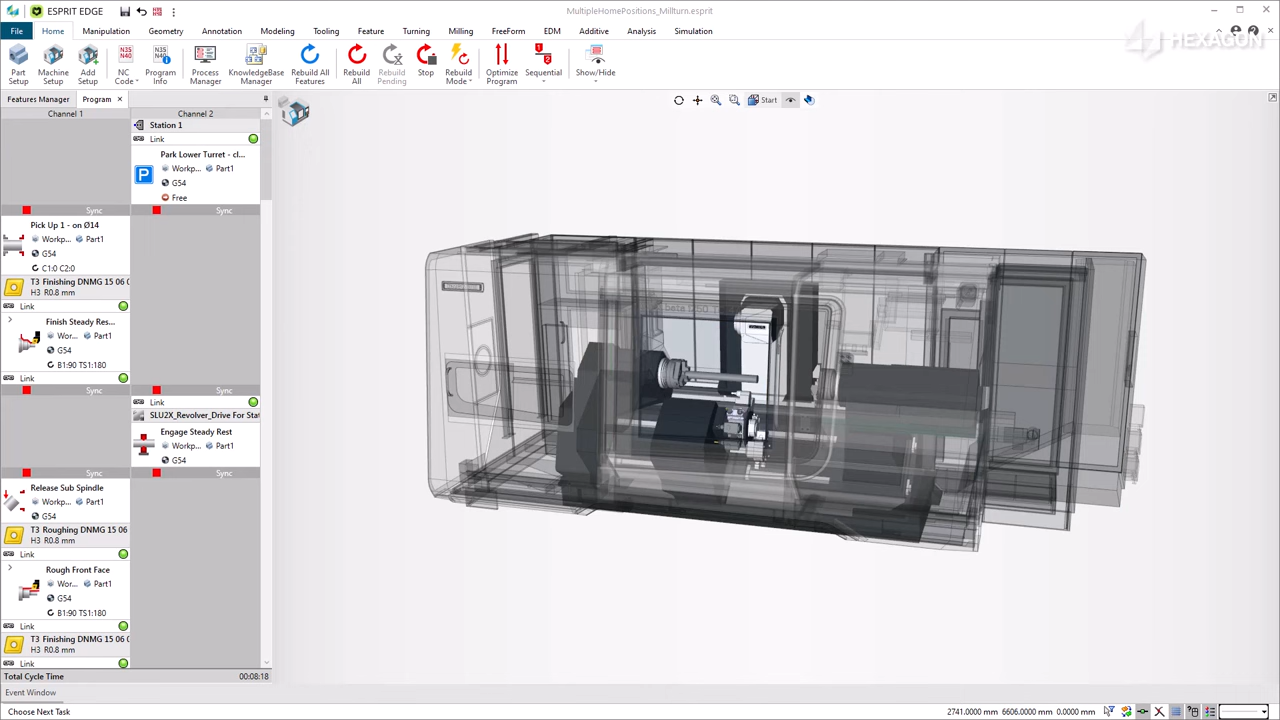 ESPRIT EDGE
MultipleHomePositions_Millturn.esprit
HEXAGON
File Home Manipulation Geometry Annotation Modeling Tooling Feature Turning Milling FreeForm EDM Additive Analysis Simulation
Part Setup
Machine Setup
Add Setup
NC Code
Program Info
Process Manager
KnowledgeBase Manager
Rebuild All Features
Rebuild All
Rebuild Pending
Stop
Rebuild Mode
Optimize Program
Sequential
Show/Hide
Features Manager Program
Start
Channel 1 Channel 2
Station 1
Link
Park Lower Turret - cl...
Workp... Part1
G54
Free
Sync Sync
Pick Up 1 - on Ø14
Workp... Part1
G54
C1:0 C2:0
T3 Finishing DNMG 15 06 0
H3 R0.8 mm
Link
Finish Steady Res...
Wor... Part1
G54
B1:90 TS1:180
Link
Sync Sync
Link
SLU2X_Revolver_Drive For Stat
Engage Steady Rest
Workp... Part1
G54
Sync Sync
Release Sub Spindle
Workp... Part1
G54
T3 Roughing DNMG 15 06
H3 R0.8 mm
Link
Rough Front Face
Wor... Part1
G54
B1:90 TS1:180
Link
T3 Finishing DNMG 15 06 0
H3 R0.8 mm
Link
Total Cycle Time 00:08:18
Event Window
Choose Next Task
2741.0000 mm 6606.0000 mm 0.0000 mm